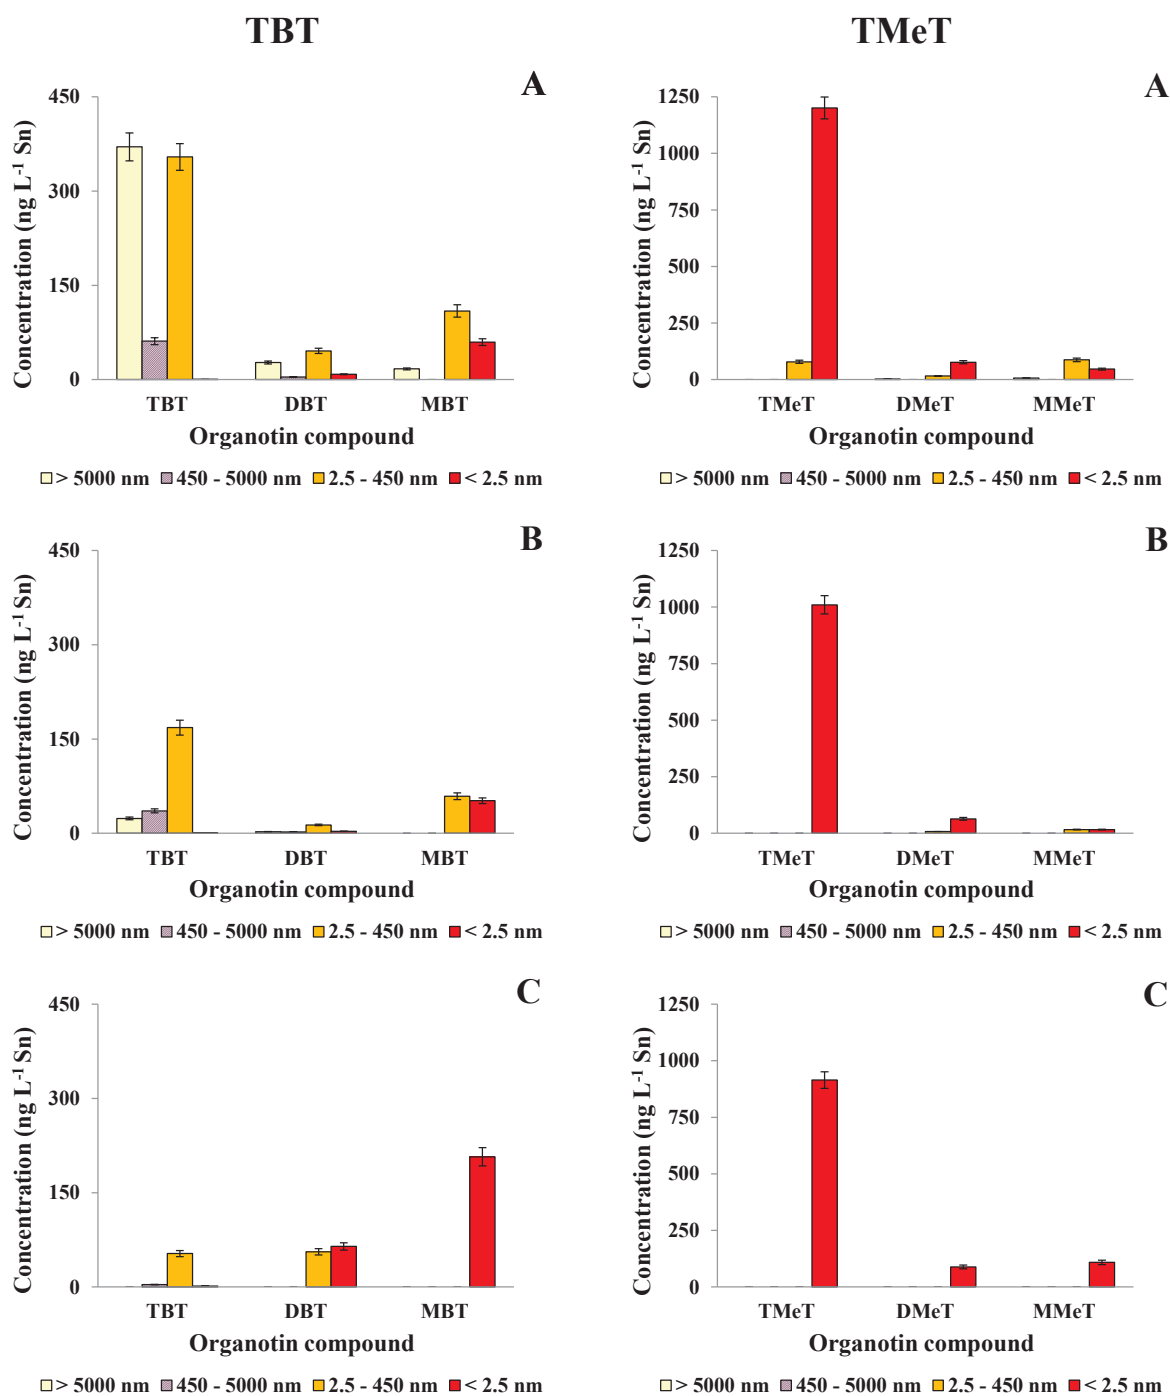 TBT
TMeT
A
Concentration (ng L⁻¹ Sn)
450
300
150
0
TBT DBT MBT
Organotin compound
> 5000 nm 450 - 5000 nm 2.5 - 450 nm < 2.5 nm
A
Concentration (ng L⁻¹ Sn)
1250
1000
750
500
250
0
TMeT DMeT MMeT
Organotin compound
> 5000 nm 450 - 5000 nm 2.5 - 450 nm < 2.5 nm
B
Concentration (ng L⁻¹ Sn)
450
300
150
0
TBT DBT MBT
Organotin compound
> 5000 nm 450 - 5000 nm 2.5 - 450 nm < 2.5 nm
B
Concentration (ng L⁻¹ Sn)
1250
1000
750
500
250
0
TMeT DMeT MMeT
Organotin compound
> 5000 nm 450 - 5000 nm 2.5 - 450 nm < 2.5 nm
C
Concentration (ng L⁻¹ Sn)
450
300
150
0
TBT DBT MBT
Organotin compound
> 5000 nm 450 - 5000 nm 2.5 - 450 nm < 2.5 nm
C
Concentration (ng L⁻¹ Sn)
1250
1000
750
500
250
0
TMeT DMeT MMeT
Organotin compound
> 5000 nm 450 - 5000 nm 2.5 - 450 nm < 2.5 nm